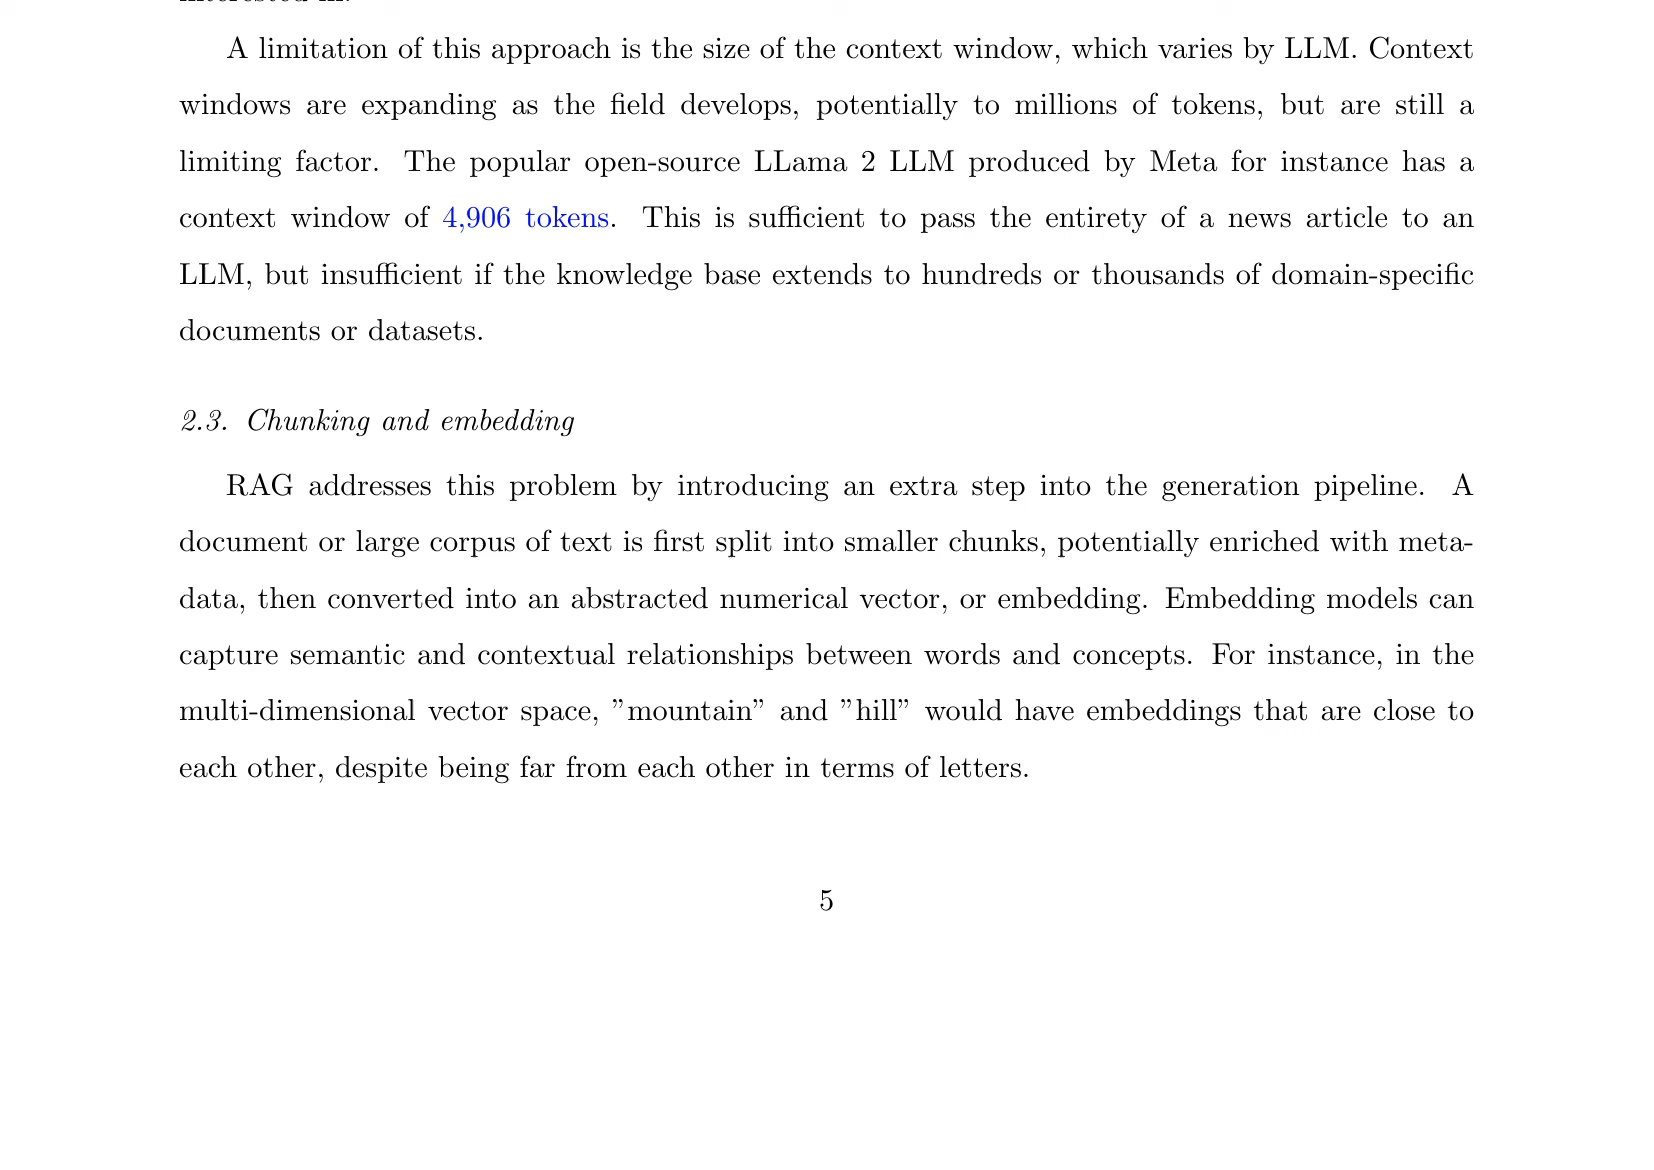 interested in.
A limitation of this approach is the size of the context window, which varies by LLM. Context
windows are expanding as the field develops, potentially to millions of tokens, but are still a
limiting factor. The popular open-source LLama 2 LLM produced by Meta for instance has a
context window of 4,906 tokens. This is sufficient to pass the entirety of a news article to an
LLM, but insufficient if the knowledge base extends to hundreds or thousands of domain-specific
documents or datasets.
2.3. Chunking and embedding
RAG addresses this problem by introducing an extra step into the generation pipeline. A
document or large corpus of text is first split into smaller chunks, potentially enriched with meta-
data, then converted into an abstracted numerical vector, or embedding. Embedding models can
capture semantic and contextual relationships between words and concepts. For instance, in the
multi-dimensional vector space, ”mountain” and ”hill” would have embeddings that are close to
each other, despite being far from each other in terms of letters.
5